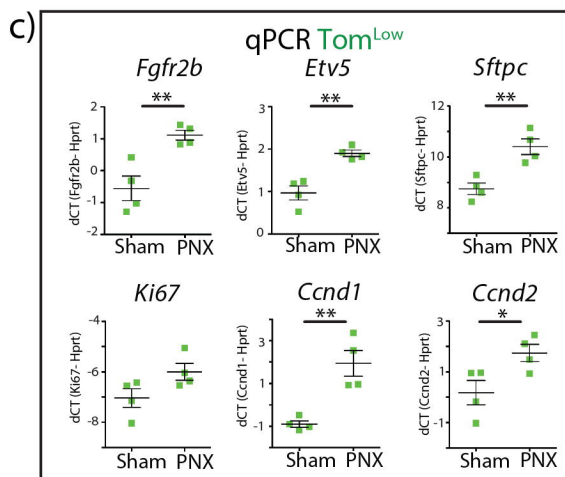 c)
qPCR TomLow
Fgfr2b
Etv5
Sftpc
**
**
**
dCT (Fgfr2b- Hprt)
2
1
0
-1
-2
dCT (Etv5- Hprt)
3
2
1
0
dCT (Sftpc- Hprt)
12
10
8
Sham PNX
Sham PNX
Sham PNX
Ki67
Ccnd1
Ccnd2
**
*
dCT (Ki67- Hprt)
-4
-6
-8
dCT (Ccnd1- Hprt)
3
1
-1
dCT (Ccnd2- Hprt)
3
1
-1
Sham PNX
Sham PNX
Sham PNX